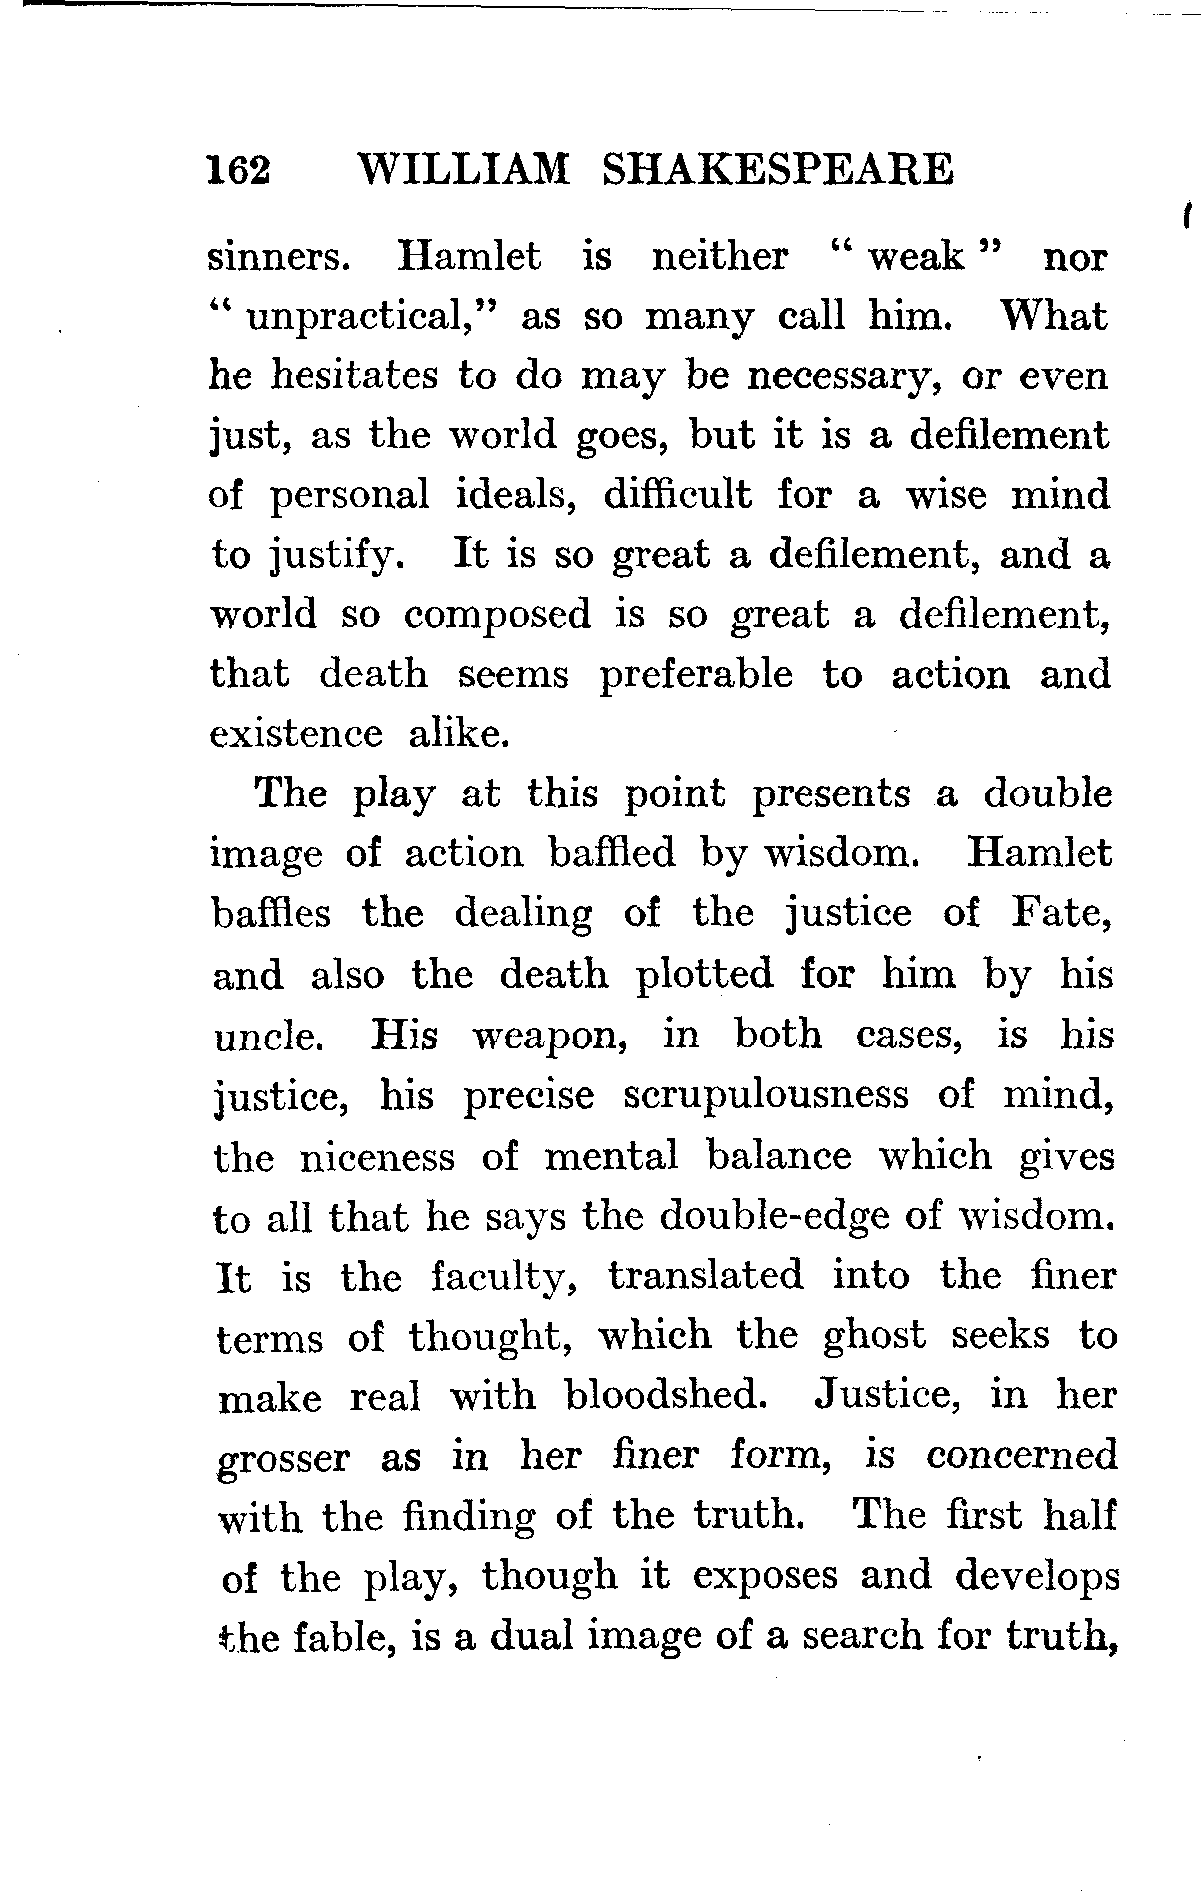 162 WILLIAM SHAKESPEARE
sinners. Hamlet is neither “ weak ” nor
“ unpractical,” as so many call him. What
he hesitates to do may be necessary, or even
just, as the world goes, but it is a defilement
of personal ideals, difficult for a wise mind
to justify. It is so great a defilement, and a
world so composed is so great a defilement,
that death seems preferable to action and
existence alike.
The play at this point presents a double
image of action baffled by wisdom. Hamlet
baffles the dealing of the justice of Fate,
and also the death plotted for him by his
uncle. His weapon, in both cases, is his
justice, his precise scrupulousness of mind,
the niceness of mental balance which gives
to all that he says the double-edge of wisdom.
It is the faculty, translated into the finer
terms of thought, which the ghost seeks to
make real with bloodshed. Justice, in her
grosser as in her finer form, is concerned
with the finding of the truth. The first half
of the play, though it exposes and develops
the fable, is a dual image of a search for truth,